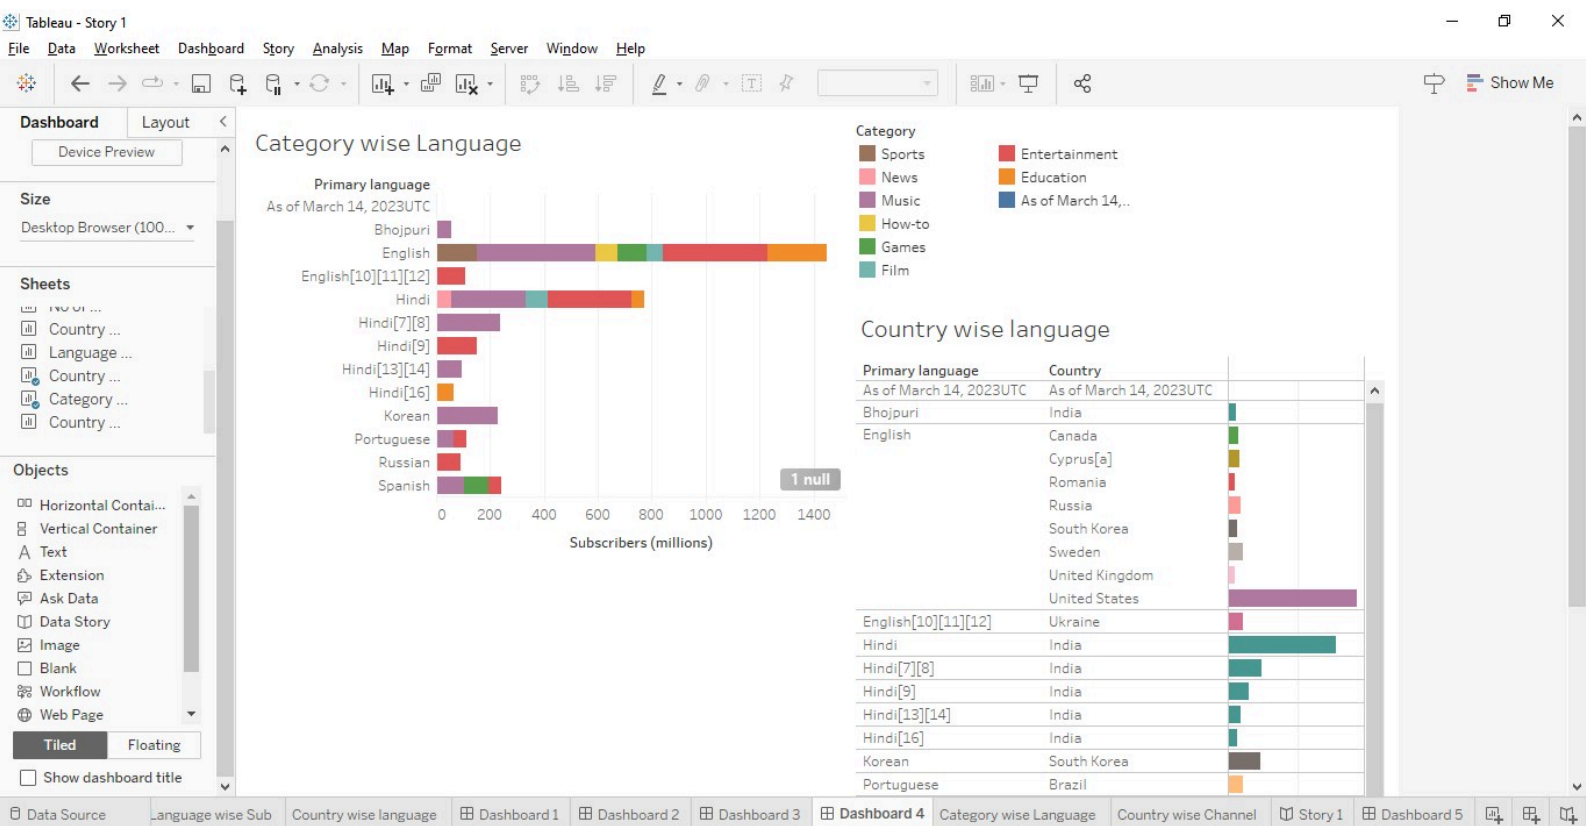 Tableau - Story 1
File Data Worksheet Dashboard Story Analysis Map Format Server Window Help
Show Me
Dashboard Layout
Device Preview
Size
Desktop Browser (100...
Sheets
Country ...
Language ...
Country ...
Category ...
Country ...
Objects
Horizontal Contai...
Vertical Container
Text
Extension
Ask Data
Data Story
Image
Blank
Workflow
Web Page
Tiled Floating
Show dashboard title
Category wise Language
Primary language
As of March 14, 2023UTC
Bhojpuri
English
English[10][11][12]
Hindi
Hindi[7][8]
Hindi[9]
Hindi[13][14]
Hindi[16]
Korean
Portuguese
Russian
Spanish
1 null
0 200 400 600 800 1000 1200 1400
Subscribers (millions)
Category
Sports Entertainment
News Education
Music As of March 14,..
How-to
Games
Film
Country wise language
Primary language Country
As of March 14, 2023UTC As of March 14, 2023UTC
Bhojpuri India
English Canada
Cyprus[a]
Romania
Russia
South Korea
Sweden
United Kingdom
United States
English[10][11][12] Ukraine
Hindi India
Hindi[7][8] India
Hindi[9] India
Hindi[13][14] India
Hindi[16] India
Korean South Korea
Portuguese Brazil
Data Source Language wise Sub Country wise language Dashboard 1 Dashboard 2 Dashboard 3 Dashboard 4 Category wise Language Country wise Channel Story 1 Dashboard 5